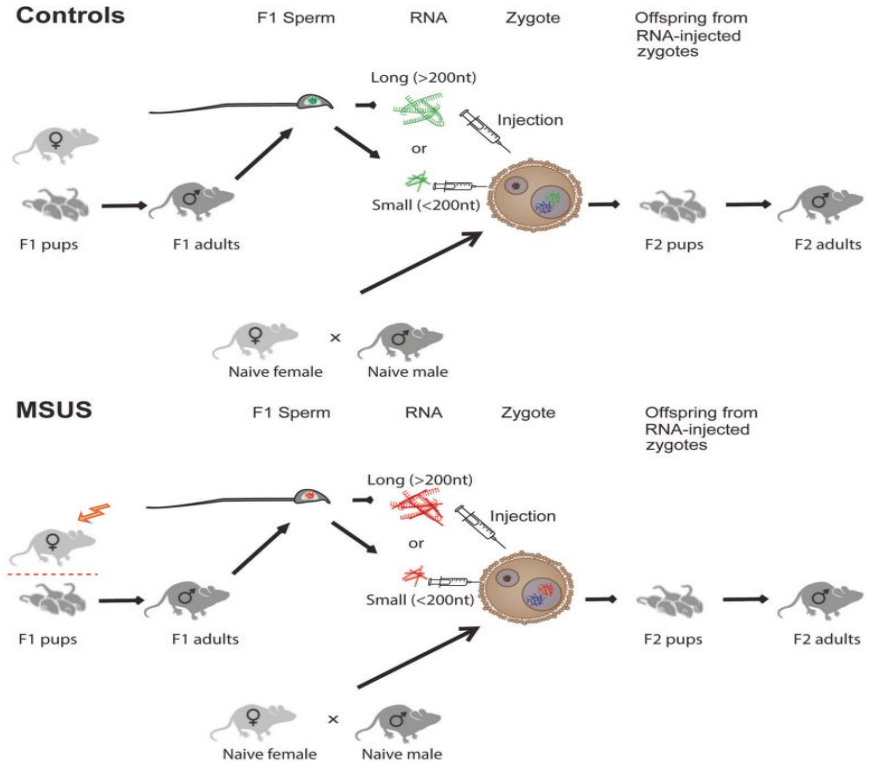 Controls
F1 Sperm
RNA
Zygote
Offspring from
RNA-injected
zygotes
Long (>200nt)
Injection
or
♀
♂
Small (<200nt)
♂
F1 pups
F1 adults
F2 pups
F2 adults
♀
x
♂
Naive female
Naive male
MSUS
F1 Sperm
RNA
Zygote
Offspring from
RNA-injected
zygotes
Long (>200nt)
Injection
♀
or
♂
Small (<200nt)
♂
F1 pups
F1 adults
F2 pups
F2 adults
♀
x
♂
Naive female
Naive male